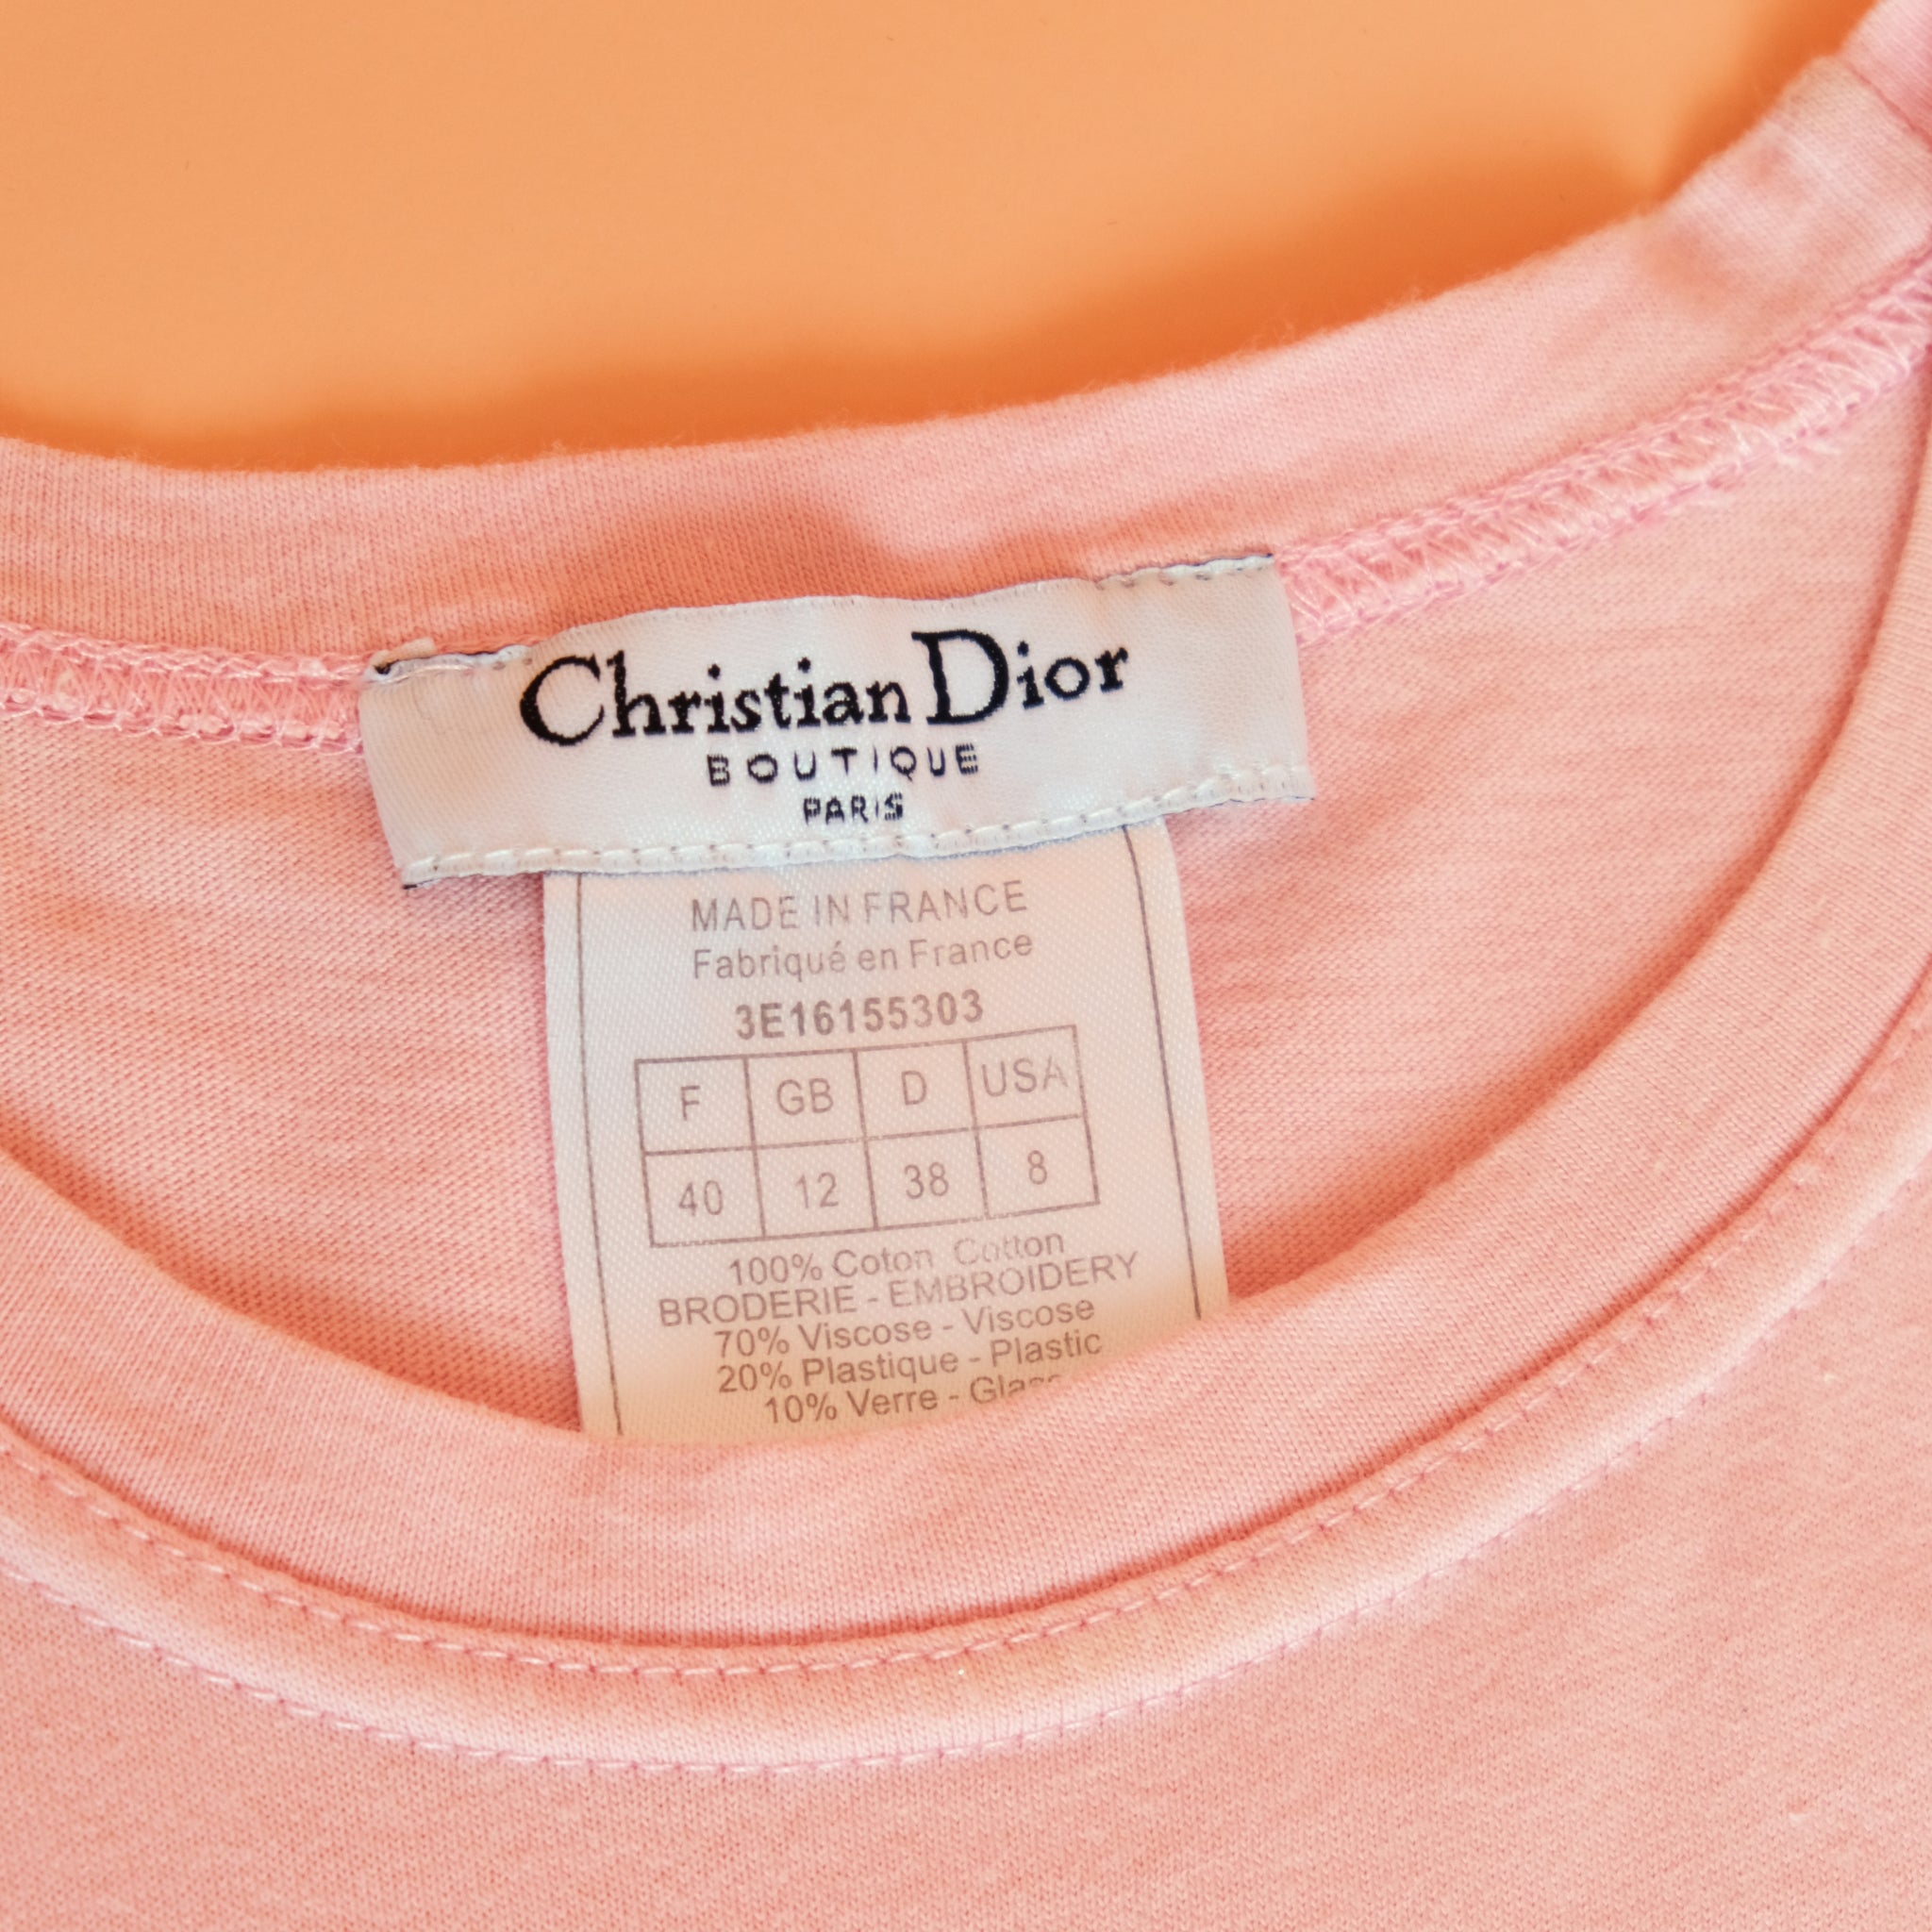 Christian Dior
BOUTIQUE
PARIS
MADE IN FRANCE
Fabriqué en France
3E16155303
F GB D USA
40 12 38 8
100% Coton Cotton
BRODERIE - EMBROIDERY
70% Viscose - Viscose
20% Plastique - Plastic
10% Verre -